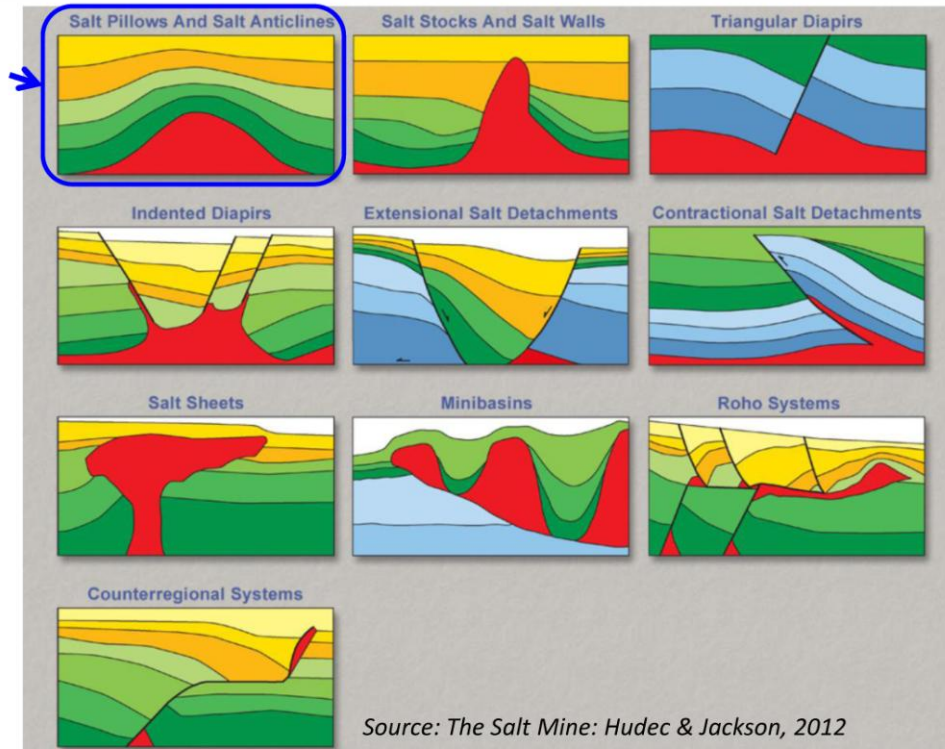 Salt Pillows And Salt Anticlines
Salt Stocks And Salt Walls
Triangular Diapirs
Indented Diapirs
Extensional Salt Detachments
Contractional Salt Detachments
Salt Sheets
Minibasins
Roho Systems
Counterregional Systems
Source: The Salt Mine: Hudec & Jackson, 2012